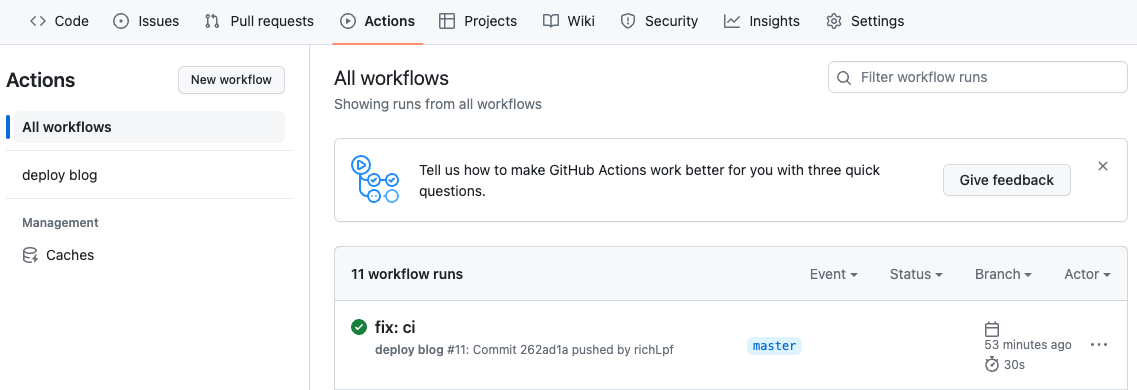 Code Issues Pull requests Actions Projects Wiki Security Insights Settings
Actions
New workflow
All workflows
deploy blog
Management
Caches
All workflows
Showing runs from all workflows
Filter workflow runs
Tell us how to make GitHub Actions work better for you with three quick
questions.
Give feedback
11 workflow runs
Event Status Branch Actor
fix: ci
deploy blog #11: Commit 262ad1a pushed by richLpf
master
53 minutes ago
30s